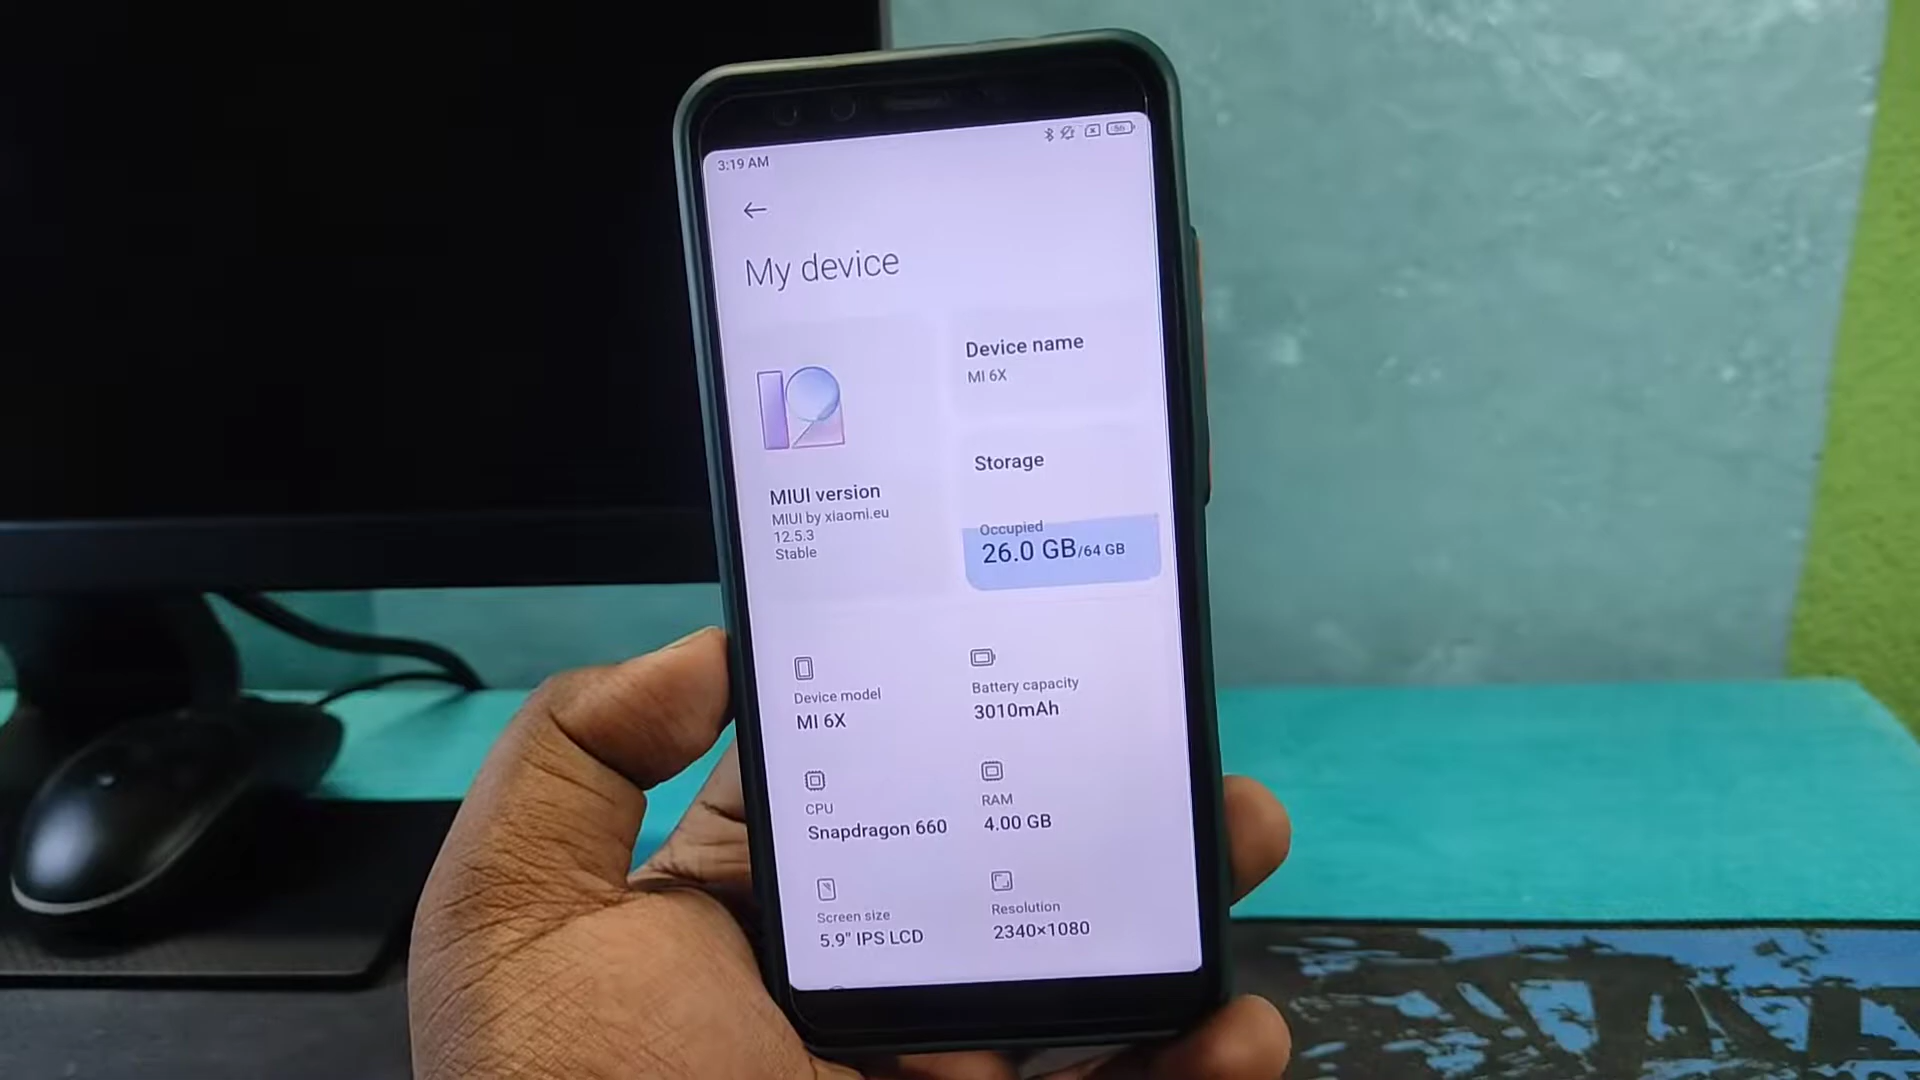 3:19 AM
56
My device
MIUI version
MIUI by xiaomi.eu
12.5.3
Stable
Device name
MI 6X
Storage
Occupied
26.0 GB/64 GB
Device model
MI 6X
Battery capacity
3010mAh
CPU
Snapdragon 660
RAM
4.00 GB
Screen size
5.9" IPS LCD
Resolution
2340×1080